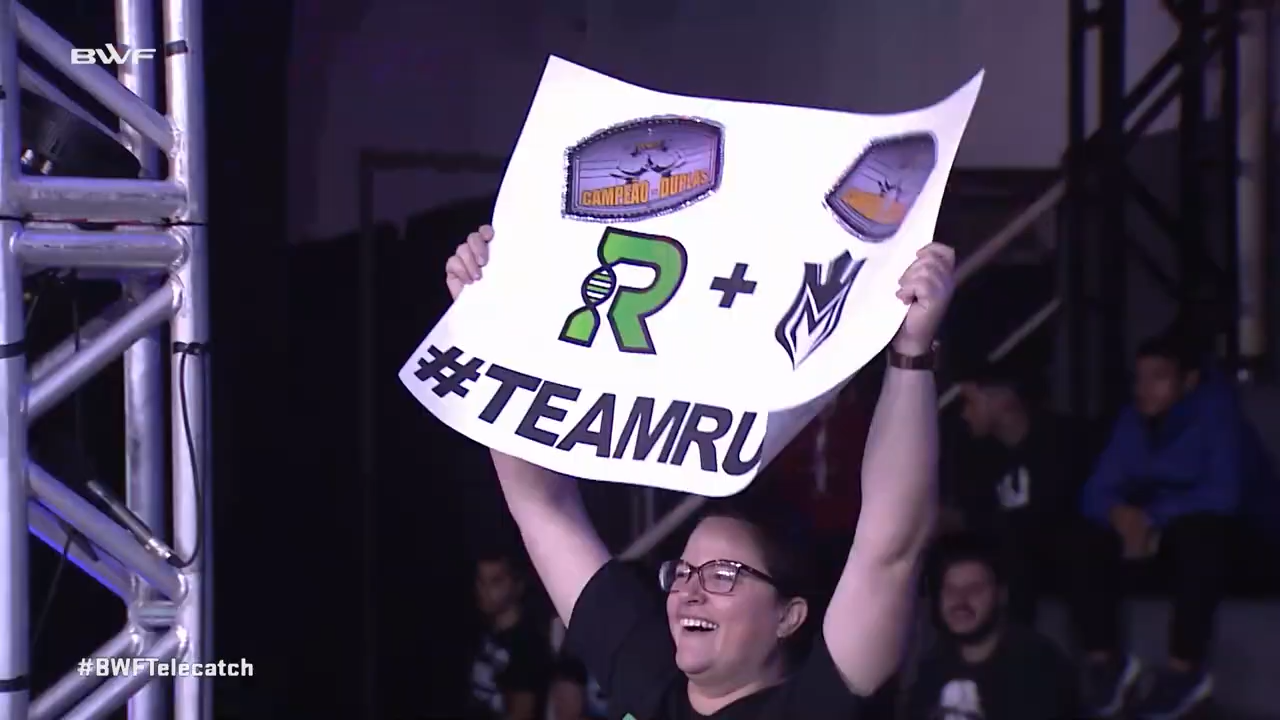 BWF
CAMPEÃO - DUPLAS
R + M
#TEAMRU
#BWFTelecatch